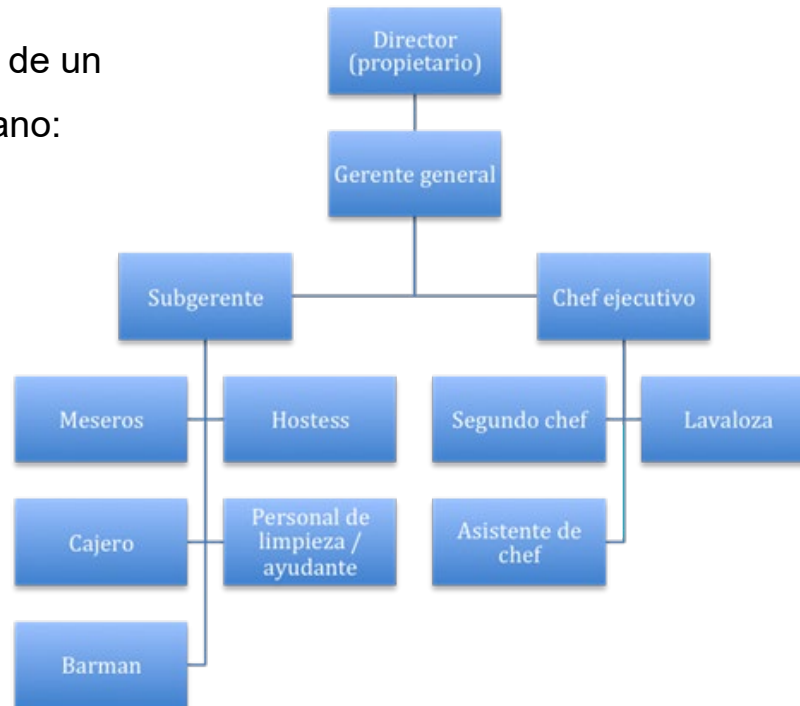 de un
ano:
Director
(propietario)
Gerente general
Subgerente
Chef ejecutivo
Meseros
Hostess
Segundo chef
Lavaloza
Cajero
Personal de
limpieza /
ayudante
Asistente de
chef
Barman